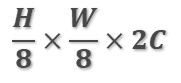 H/8 × W/8 × 2C